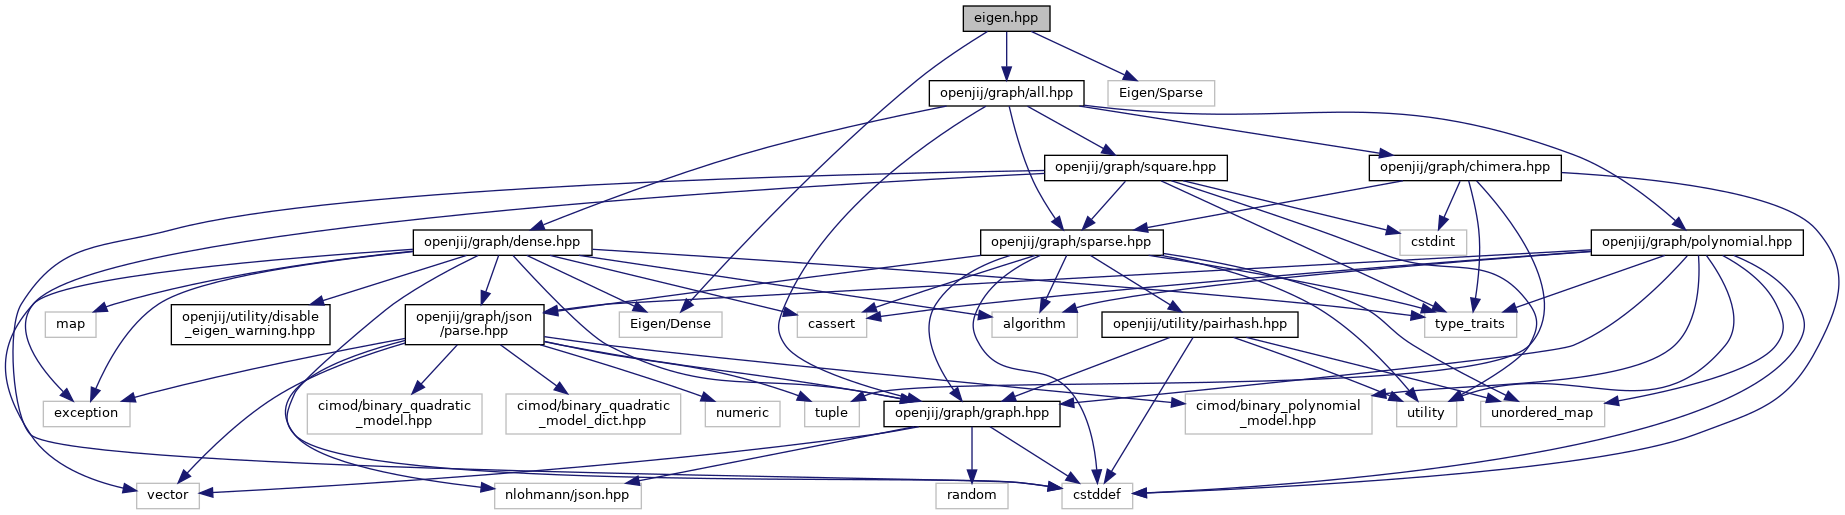 eigen.hpp
openjij/graph/all.hpp
Eigen/Sparse
openjij/graph/square.hpp
openjij/graph/chimera.hpp
openjij/graph/dense.hpp
openjij/graph/sparse.hpp
cstdint
openjij/graph/polynomial.hpp
map
openjij/utility/disable
_eigen_warning.hpp
openjij/graph/json
/parse.hpp
Eigen/Dense
cassert
algorithm
openjij/utility/pairhash.hpp
type_traits
exception
cimod/binary_quadratic
_model.hpp
cimod/binary_quadratic
_model_dict.hpp
numeric
tuple
openjij/graph/graph.hpp
cimod/binary_polynomial
_model.hpp
utility
unordered_map
vector
nlohmann/json.hpp
random
cstddef